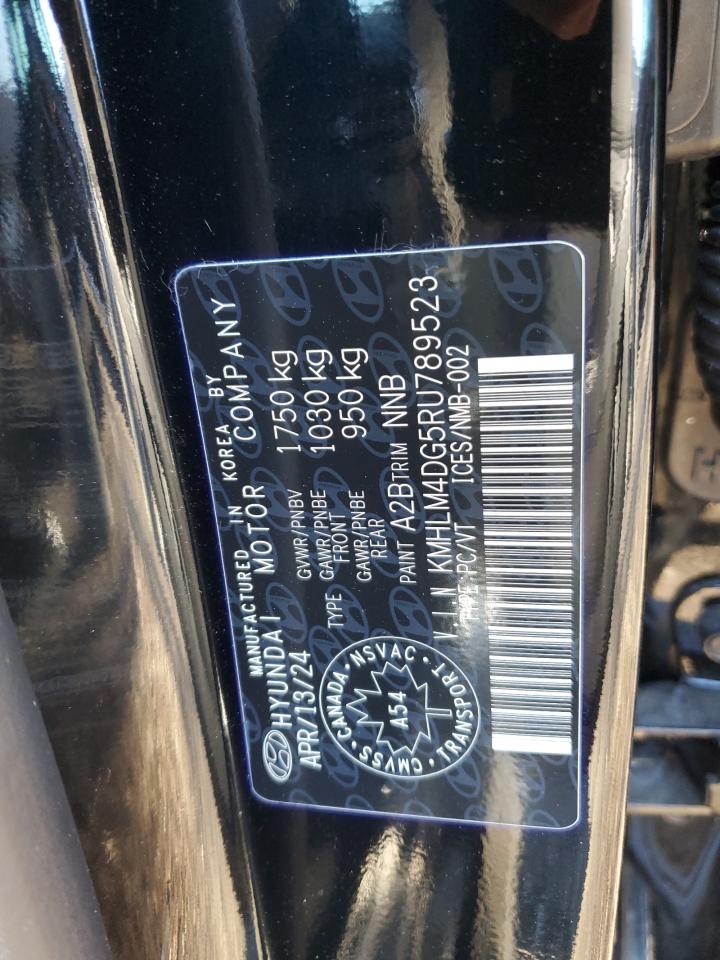 MANUFACTURED IN KOREA BY
HYUNDAI MOTOR COMPANY
APR/13/24
GVWR/PNBV 1750 kg
TYPE GAWR/PNBE FRONT 1030 kg
GAWR/PNBE REAR 950 kg
PAINT A2B TRIM NNB
V.I.N KMHLM4DG5RU789523
TYPE:PC/VT ICES/NMB-002
CANADA · NSVAC · TRANSPORT · CMVSS ·
A54